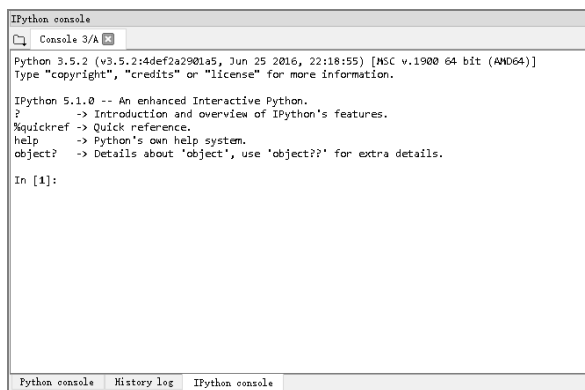 IPython console
Console 3/A
Python 3.5.2 (v3.5.2:4def2a2901a5, Jun 25 2016, 22:18:55) [MSC v.1900 64 bit (AMD64)]
Type "copyright", "credits" or "license" for more information.
IPython 5.1.0 -- An enhanced Interactive Python.
?         -> Introduction and overview of IPython's features.
%quickref -> Quick reference.
help      -> Python's own help system.
object?   -> Details about 'object', use 'object??' for extra details.
In [1]:
Python console History log IPython console